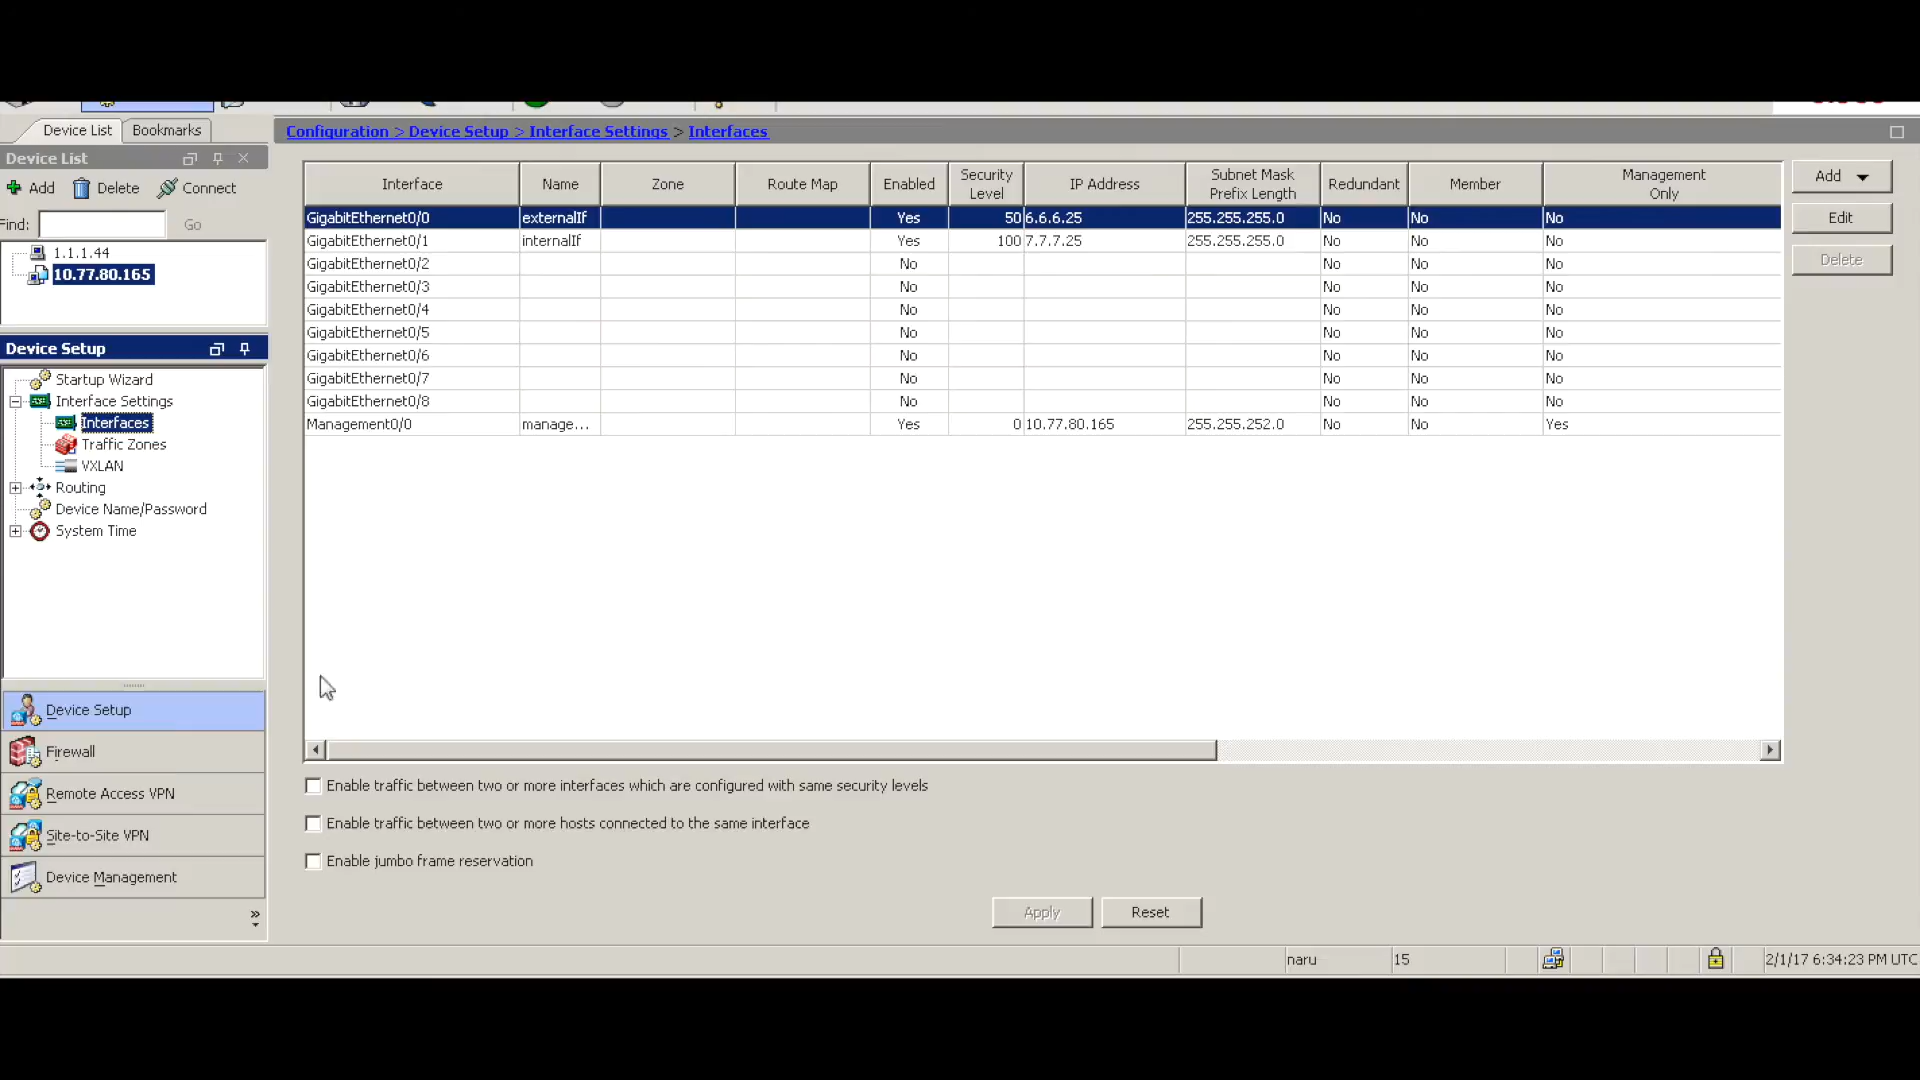 Device List Bookmarks
Configuration > Device Setup > Interface Settings > Interfaces
Device List
Add Delete Connect
Find: Go
1.1.1.44
10.77.80.165
Device Setup
Startup Wizard
Interface Settings
Interfaces
Traffic Zones
VXLAN
Routing
Device Name/Password
System Time
Device Setup
Firewall
Remote Access VPN
Site-to-Site VPN
Device Management
»
Interface Name Zone Route Map Enabled Security Level IP Address Subnet Mask Prefix Length Redundant Member Management Only
GigabitEthernet0/0 externalIf Yes 50 6.6.6.25 255.255.255.0 No No No
GigabitEthernet0/1 internalIf Yes 100 7.7.7.25 255.255.255.0 No No No
GigabitEthernet0/2 No No No No
GigabitEthernet0/3 No No No No
GigabitEthernet0/4 No No No No
GigabitEthernet0/5 No No No No
GigabitEthernet0/6 No No No No
GigabitEthernet0/7 No No No No
GigabitEthernet0/8 No No No No
Management0/0 manage... Yes 0 10.77.80.165 255.255.252.0 No No Yes
Add
Edit
Delete
Enable traffic between two or more interfaces which are configured with same security levels
Enable traffic between two or more hosts connected to the same interface
Enable jumbo frame reservation
Apply Reset
naru 15 2/1/17 6:34:23 PM UTC